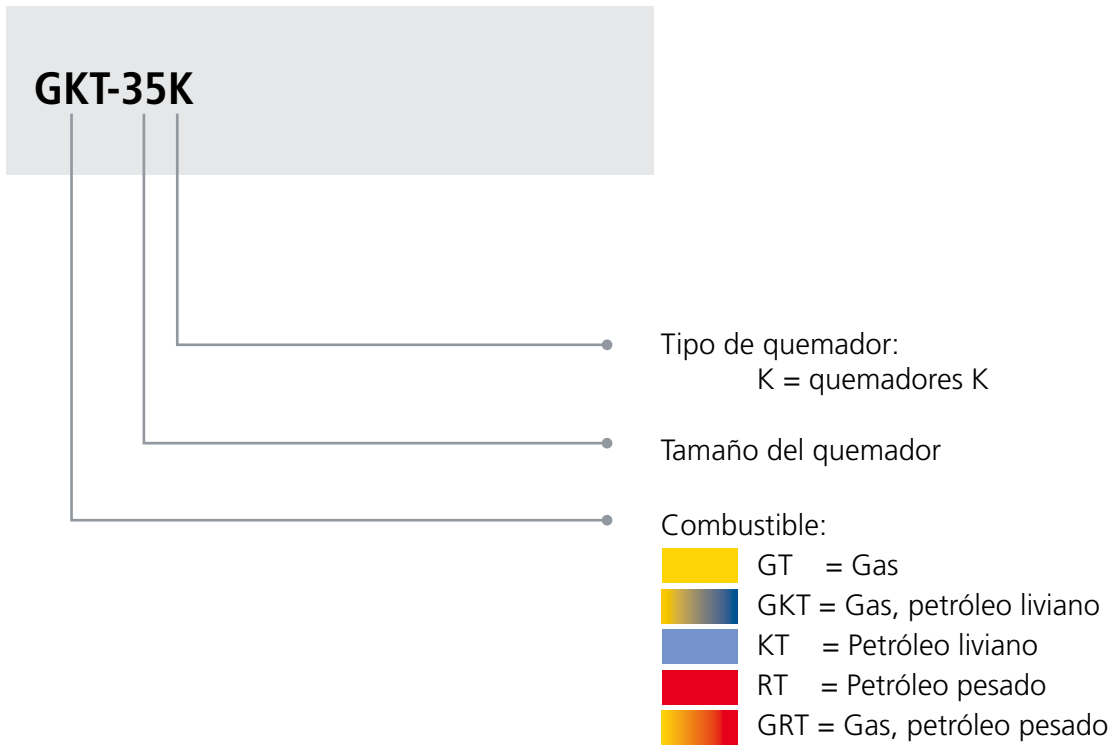 GKT-35K
Tipo de quemador:
K = quemadores K
Tamaño del quemador
Combustible:
GT = Gas
GKT = Gas, petróleo liviano
KT = Petróleo liviano
RT = Petróleo pesado
GRT = Gas, petróleo pesado